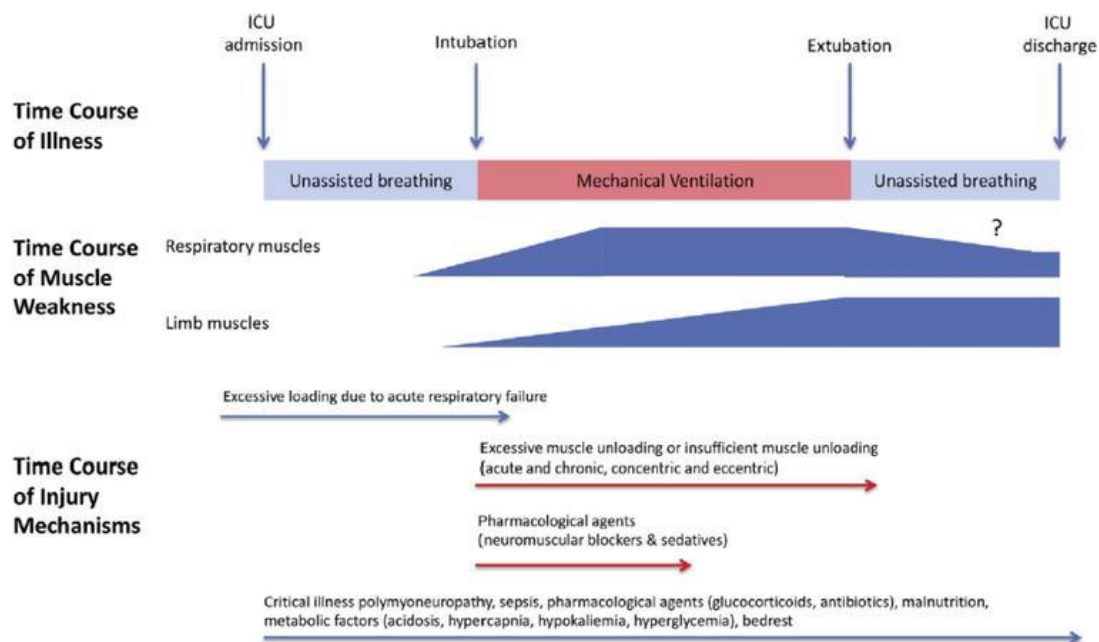 ICU
admission
Intubation
Extubation
ICU
discharge
Time Course
of Illness
Unassisted breathing
Mechanical Ventilation
Unassisted breathing
Time Course
of Muscle
Weakness
Respiratory muscles
?
Limb muscles
Excessive loading due to acute respiratory failure
Time Course
of Injury
Mechanisms
Excessive muscle unloading or insufficient muscle unloading
(acute and chronic, concentric and eccentric)
Pharmacological agents
(neuromuscular blockers & sedatives)
Critical illness polymyoneuropathy, sepsis, pharmacological agents (glucocorticoids, antibiotics), malnutrition,
metabolic factors (acidosis, hypercapnia, hypokaliemia, hyperglycemia), bedrest